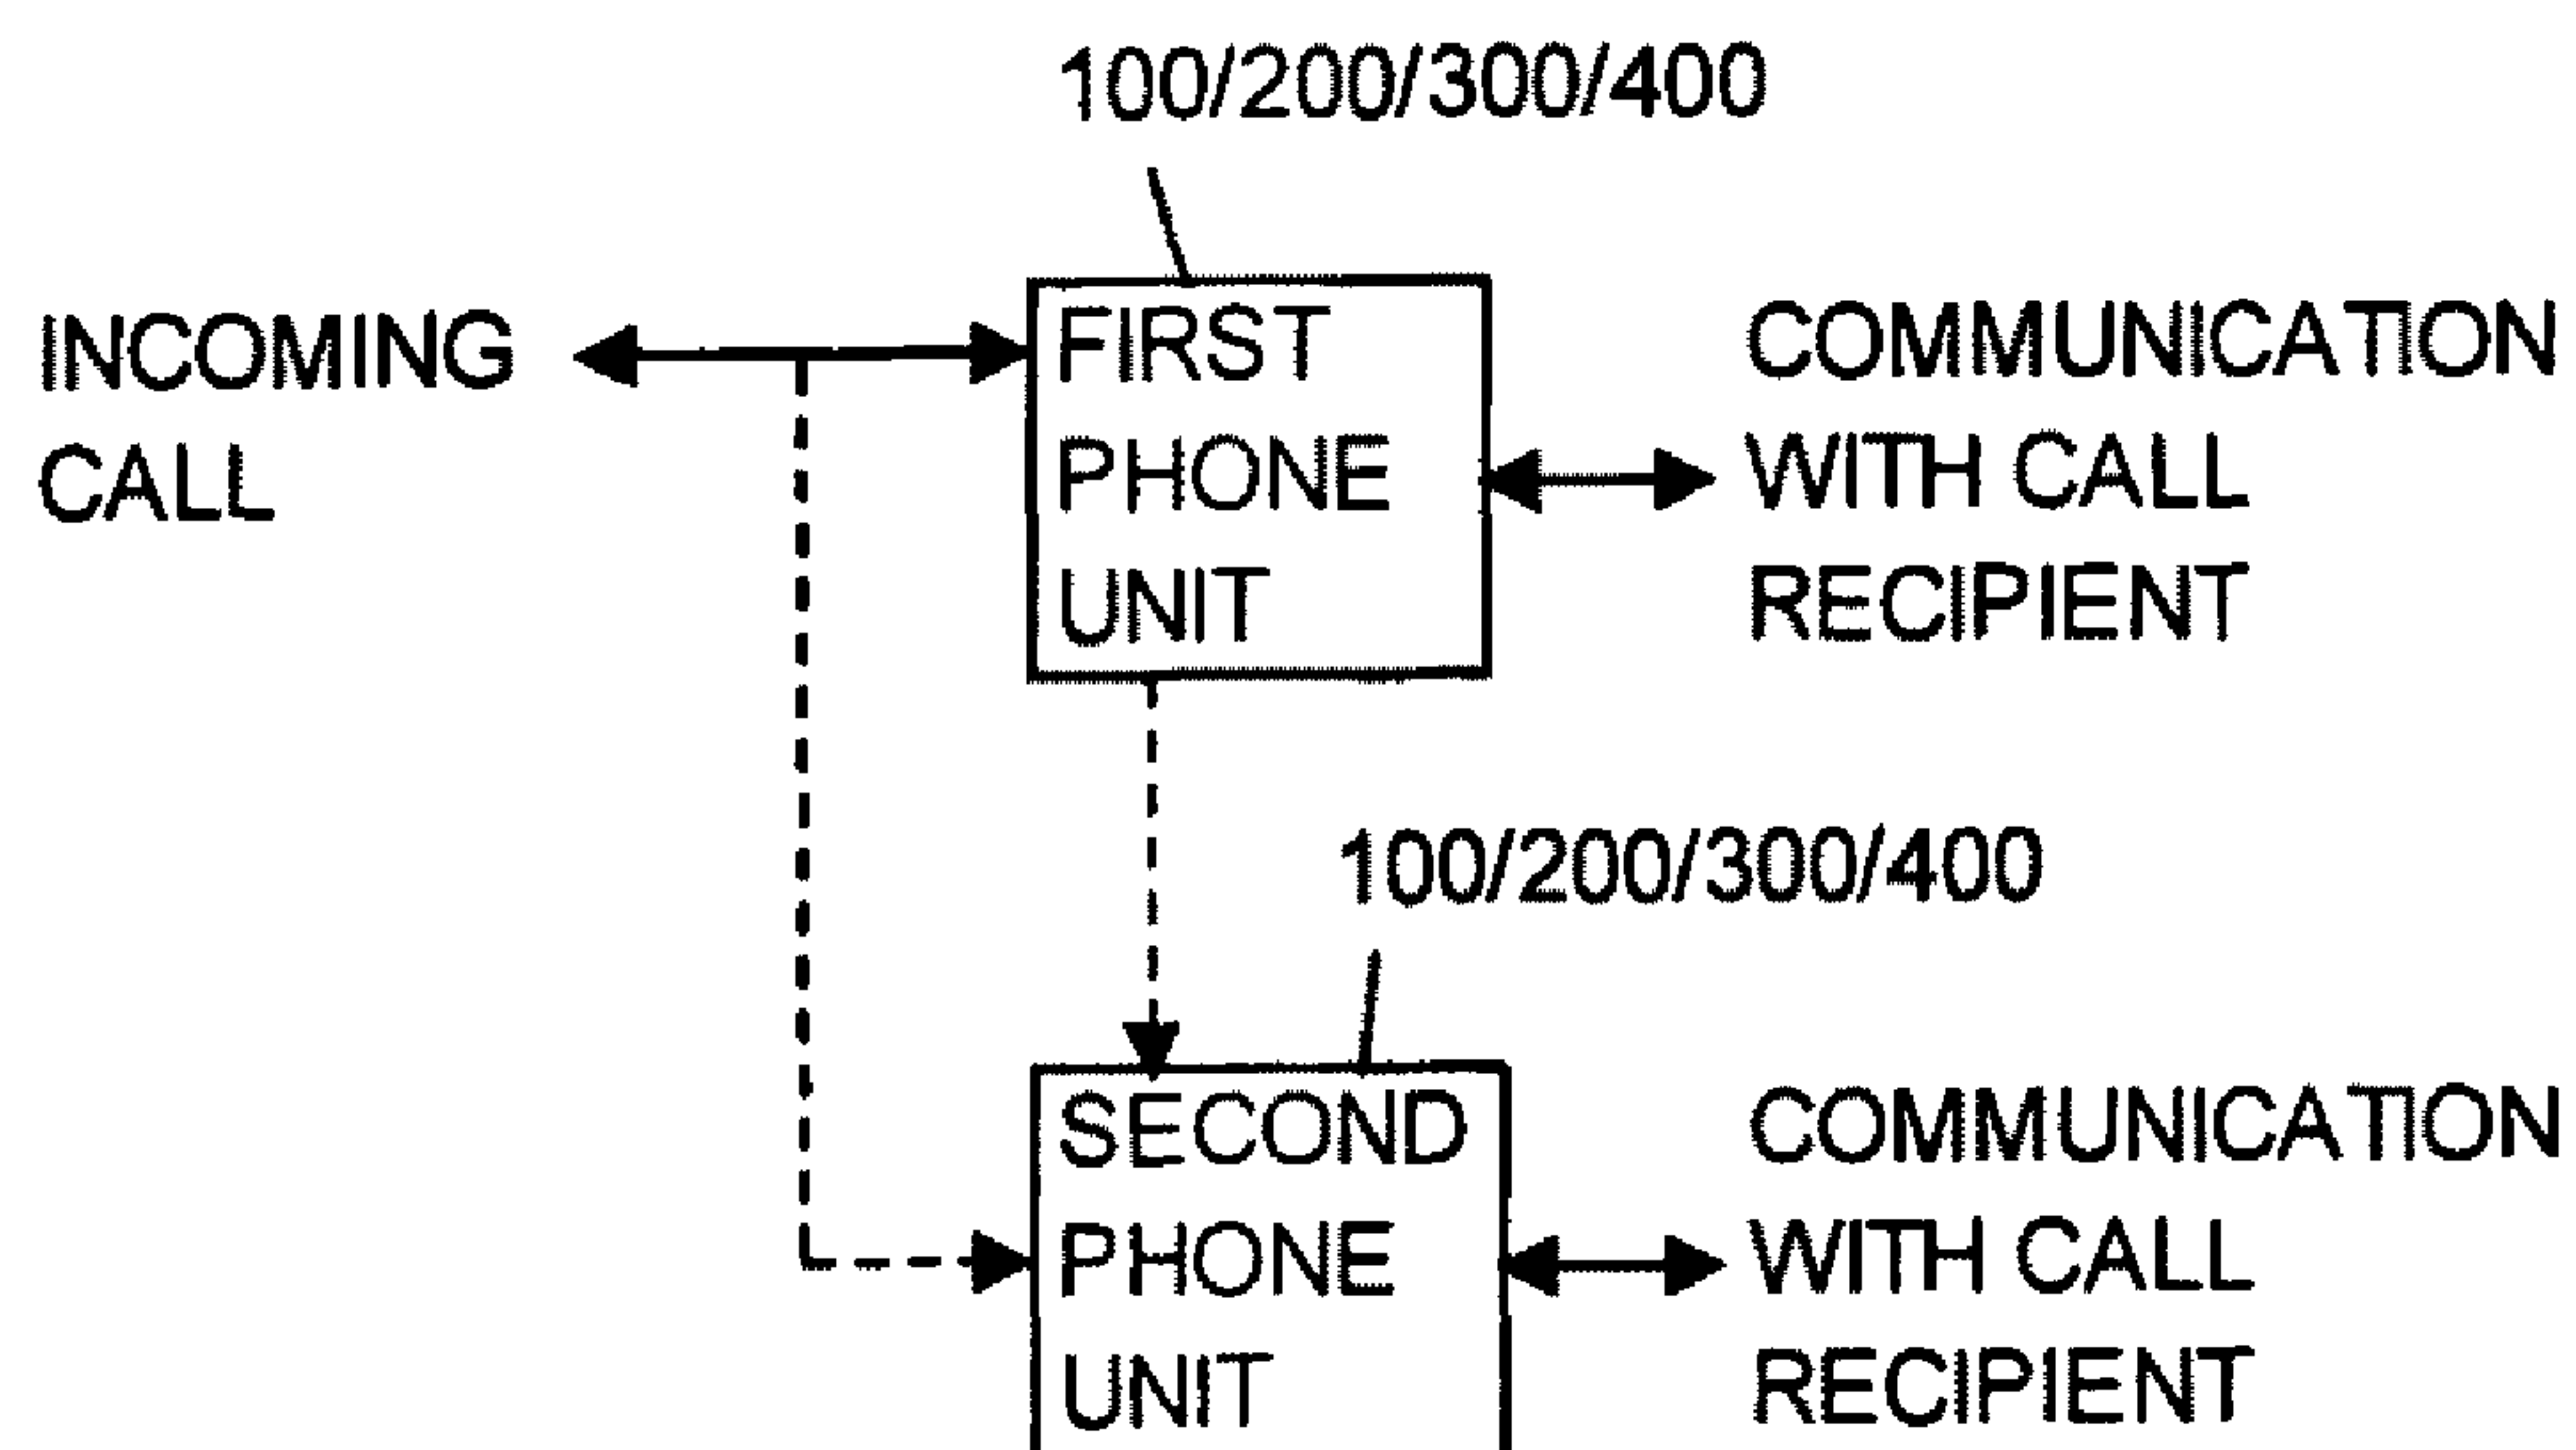 100/200/300/400
INCOMING
CALL
FIRST
PHONE
UNIT
COMMUNICATION
WITH CALL
RECIPIENT
100/200/300/400
SECOND
PHONE
UNIT
COMMUNICATION
WITH CALL
RECIPIENT